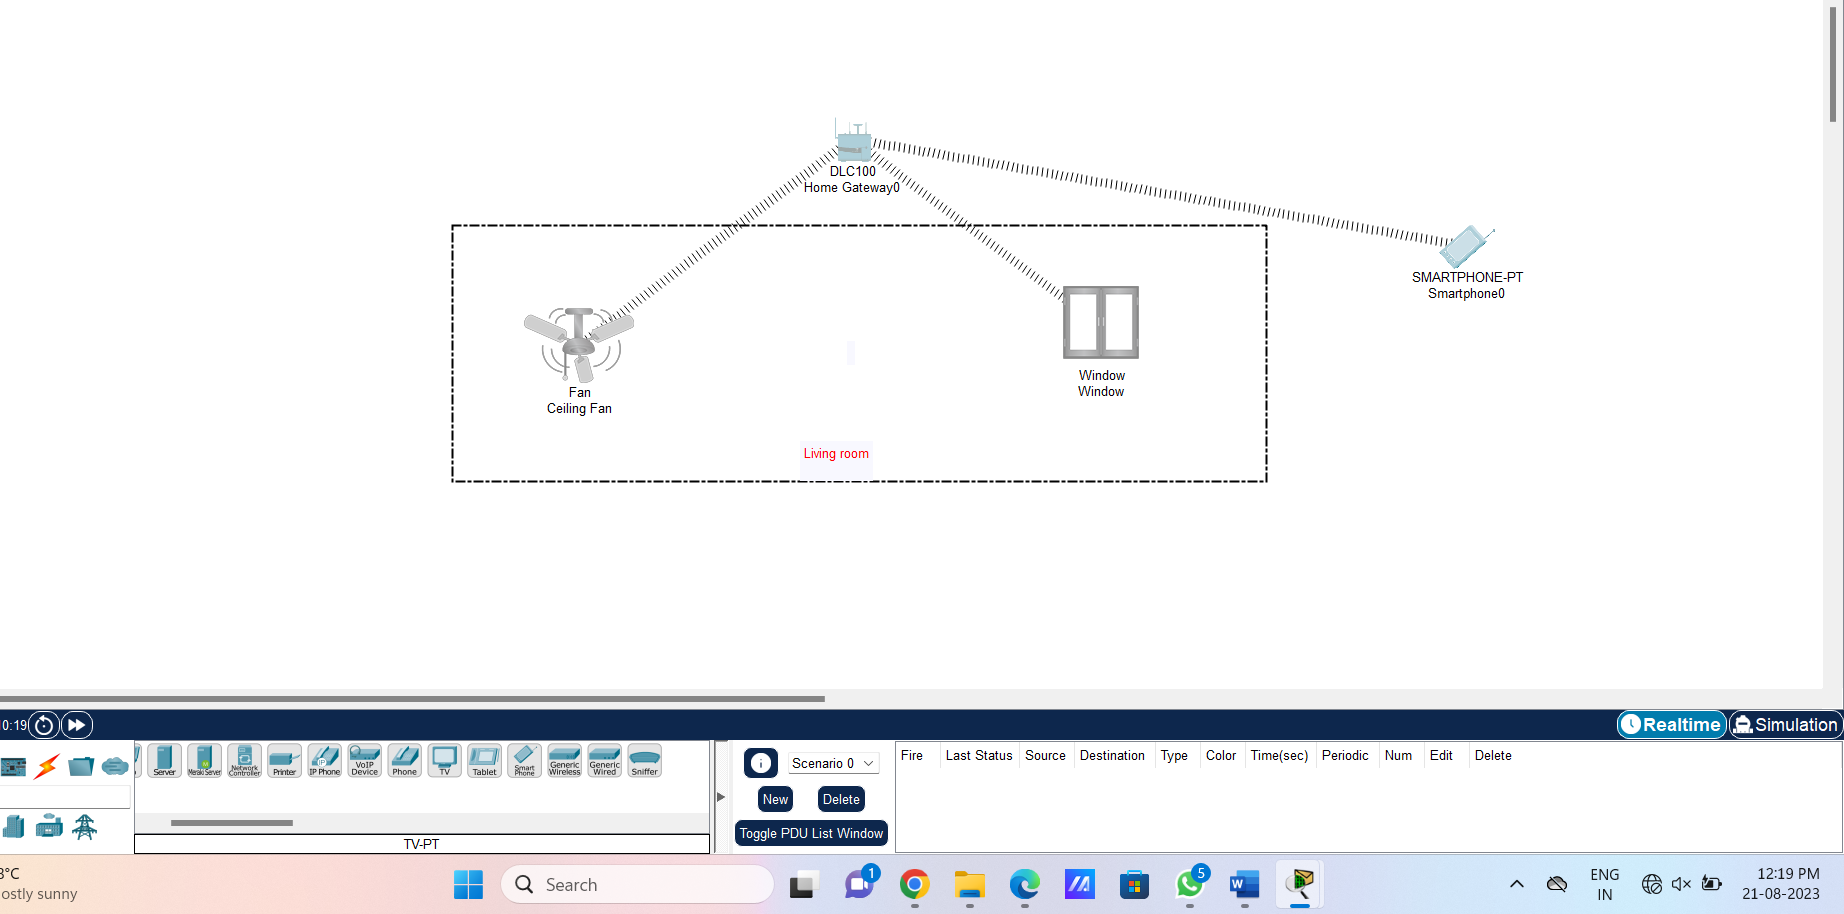 DLC100
Home Gateway0
SMARTPHONE-PT
Smartphone0
Fan
Ceiling Fan
Window
Window
Living room
0:19
Realtime
Simulation
Server
Meraki Server
Network Controller
Printer
IP Phone
VoIP Device
Phone
TV
Tablet
Smart Phone
Generic Wireless
Generic Wired
Sniffer
TV-PT
Scenario 0
New
Delete
Toggle PDU List Window
Fire Last Status Source Destination Type Color Time(sec) Periodic Num Edit Delete
°C
ostly sunny
Search
1
5
ENG
IN
12:19 PM
21-08-2023